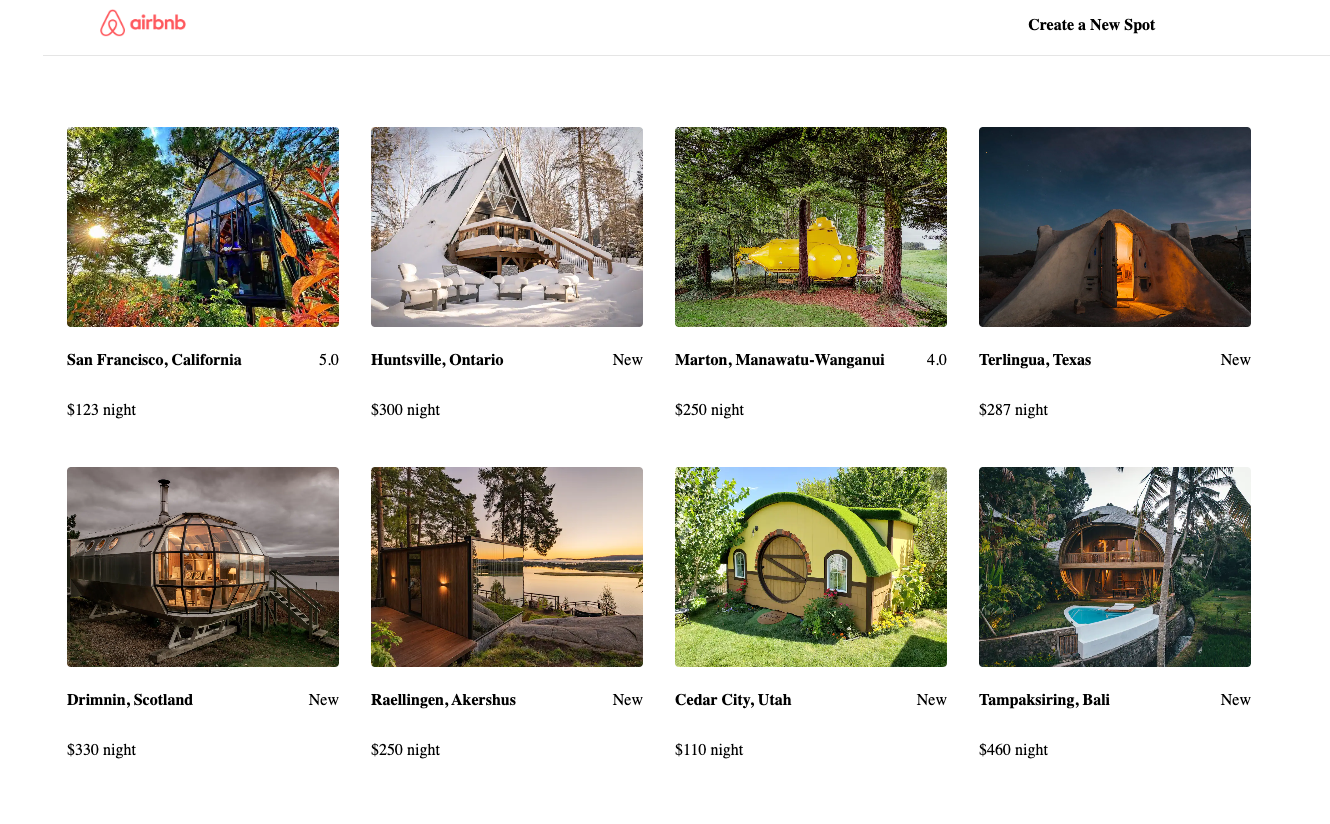 airbnb
Create a New Spot
San Francisco, California 5.0
Huntsville, Ontario New
Marton, Manawatu-Wanganui 4.0
Terlingua, Texas New
$123 night
$300 night
$250 night
$287 night
Drimnin, Scotland New
Raellingen, Akershus New
Cedar City, Utah New
Tampaksiring, Bali New
$330 night
$250 night
$110 night
$460 night